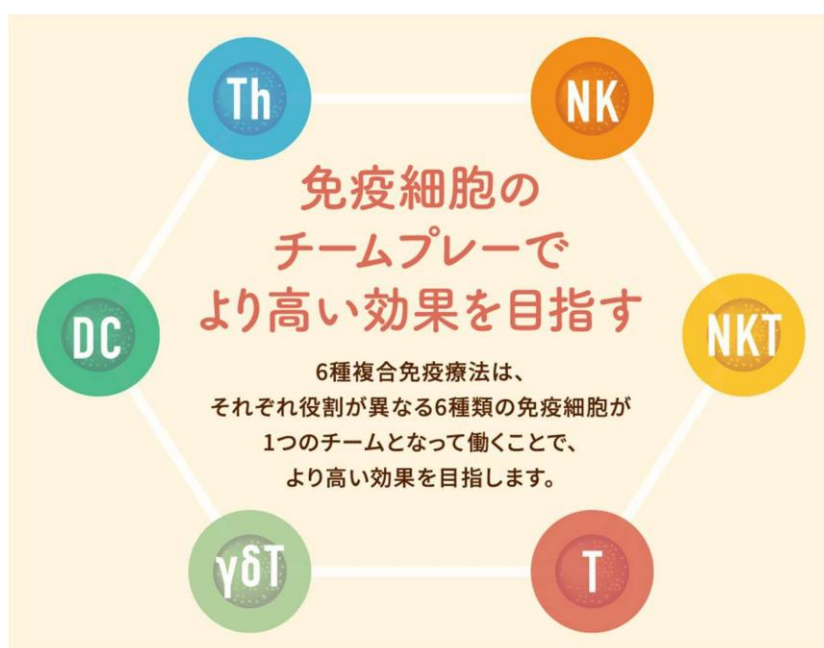 Th
NK
免疫細胞の
チームプレーで
より高い効果を目指す
DC
NKT
6種複合免疫療法は、
それぞれ役割が異なる6種類の免疫細胞が
1つのチームとなって働くことで、
より高い効果を目指します。
γδT
T